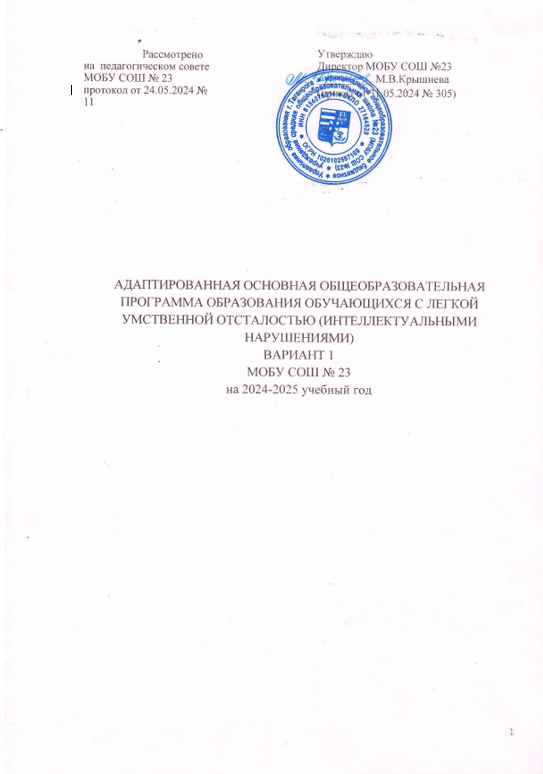 Рассмотрено
на педагогическом совете
МОБУ СОШ № 23
протокол от 24.05.2024 №
11
Утверждаю
Директор МОБУ СОШ №23
М.В.Крышнева
.05.2024 № 305)
АДАПТИРОВАННАЯ ОСНОВНАЯ ОБЩЕОБРАЗОВАТЕЛЬНАЯ
ПРОГРАММА ОБРАЗОВАНИЯ ОБУЧАЮЩИХСЯ С ЛЕГКОЙ
УМСТВЕННОЙ ОТСТАЛОСТЬЮ (ИНТЕЛЛЕКТУАЛЬНЫМИ
НАРУШЕНИЯМИ)
ВАРИАНТ 1
МОБУ СОШ № 23
на 2024-2025 учебный год
1